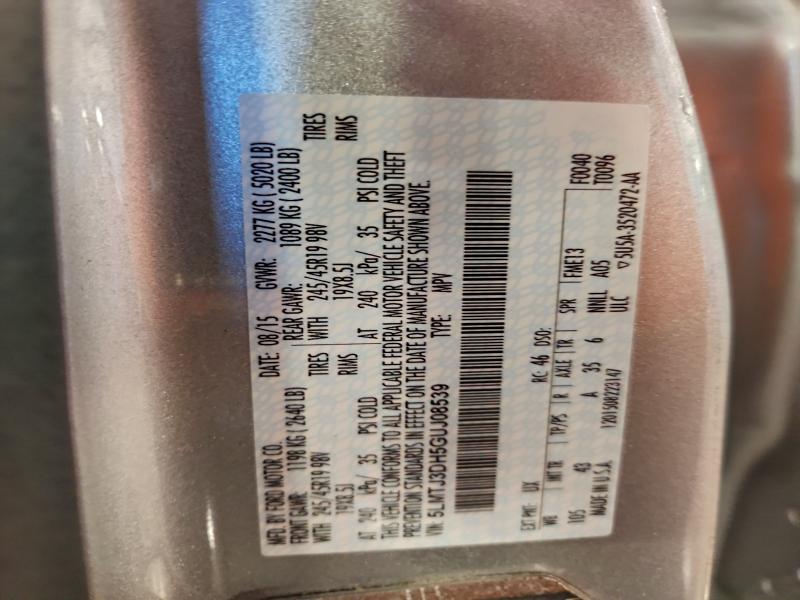 MFD. BY FORD MOTOR CO.
DATE: 08/15 GVWR: 2277 KG ( 5020 LB)
FRONT GAWR: 1198 KG ( 2640 LB) REAR GAWR: 1089 KG ( 2400 LB)
WITH 245/45R19 98V TIRES WITH 245/45R19 98V TIRES
19X8.5J RIMS 19X8.5J RIMS
AT 240 kPa/ 35 PSI COLD AT 240 kPa/ 35 PSI COLD
THIS VEHICLE CONFORMS TO ALL APPLICABLE FEDERAL MOTOR VEHICLE SAFETY AND THEFT
PREVENTION STANDARDS IN EFFECT ON THE DATE OF MANUFACTURE SHOWN ABOVE.
VIN: 5LMTJ3DH5GUJ08539 TYPE: MPV
EXT PNT: UX RC: 46 DSO: F0040
WB INT TR TP/PS R AXLE TR SPR FME13 T0096
105 43 A 35 6 NNLL A05
MADE IN U.S.A. 1201508223147 ULC ▽5U5A-3520472-AA